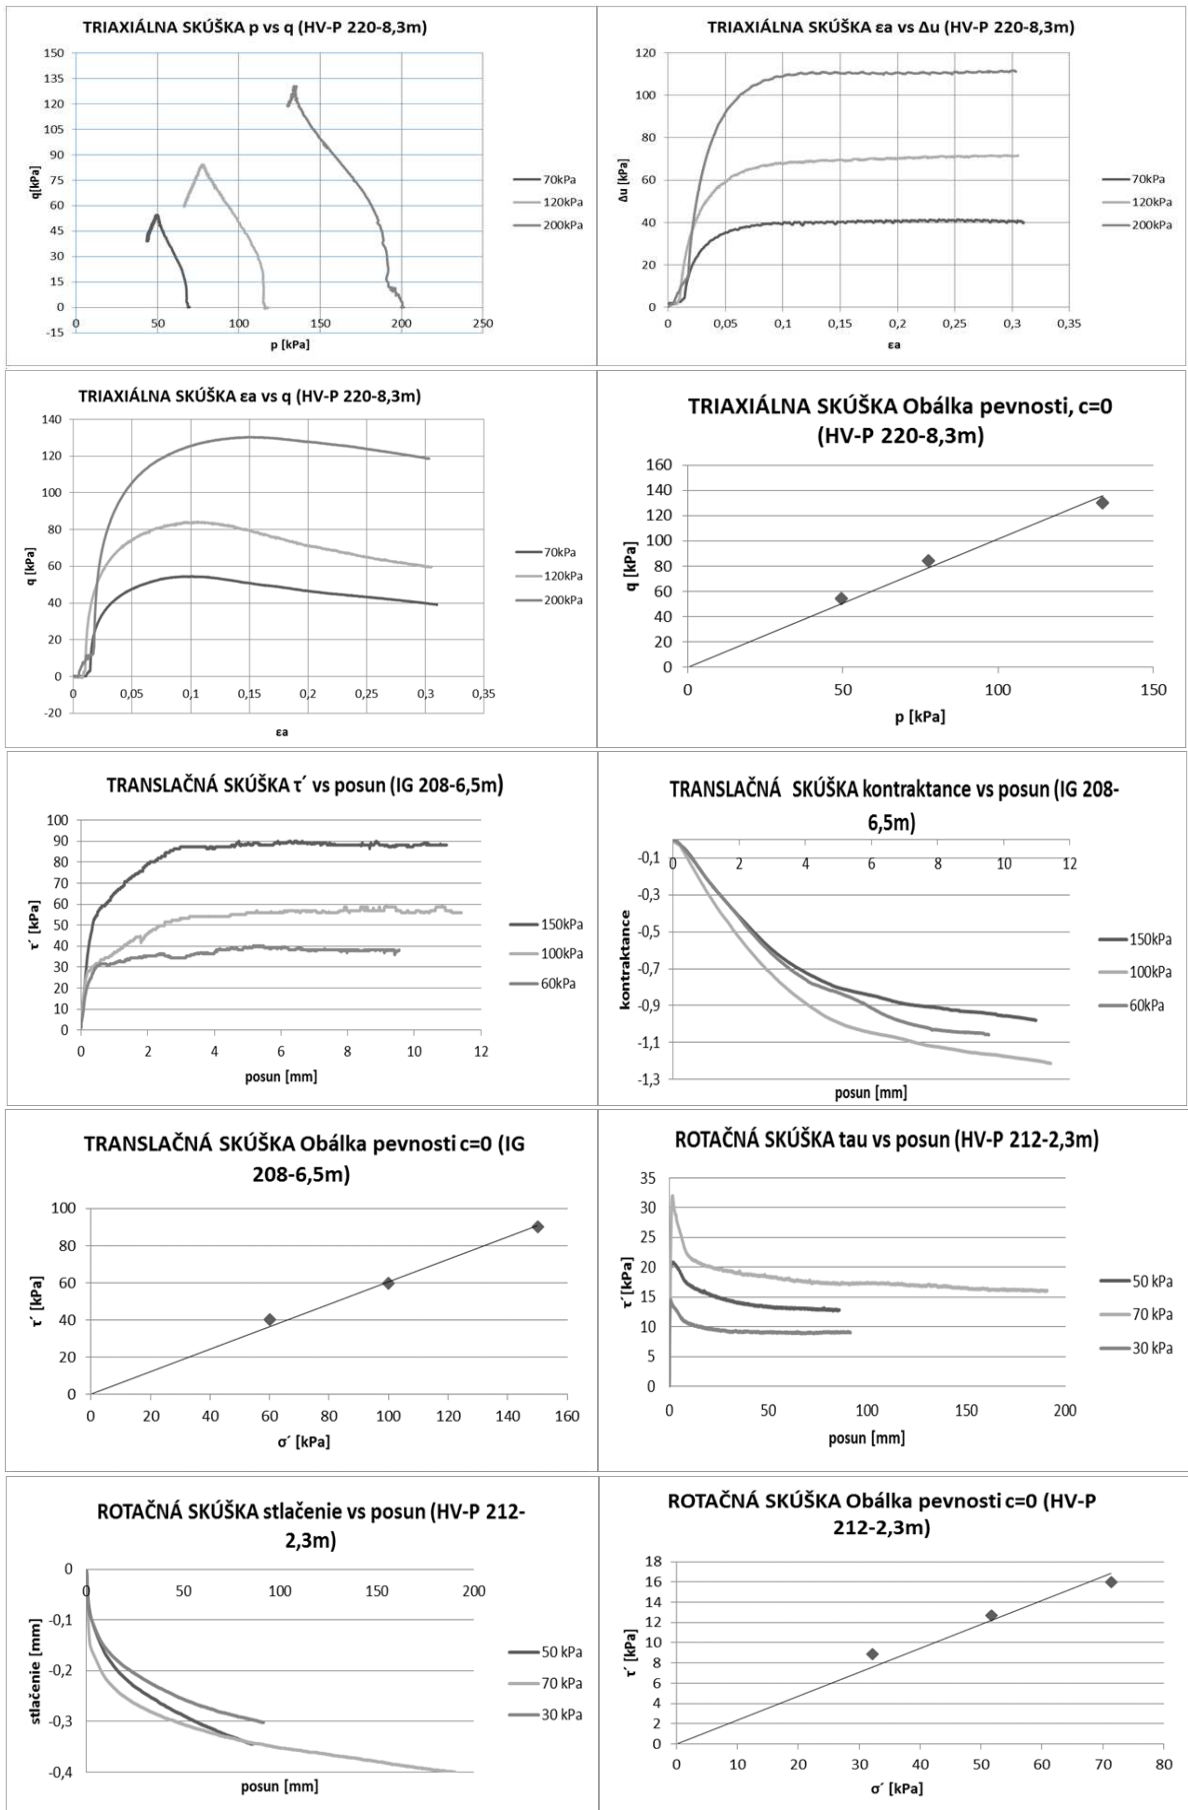 TRIAXIÁLNA SKÚŠKA p vs q (HV-P 220-8,3m)
150
135
120
105
90
75
60
45
30
15
0
-15
q[kPa]
0
50
100
150
200
250
p [kPa]
70kPa
120kPa
200kPa
TRIAXIÁLNA SKÚŠKA εa vs Δu (HV-P 220-8,3m)
120
100
80
60
40
20
0
Δu [kPa]
0
0,05
0,1
0,15
0,2
0,25
0,3
0,35
εa
70kPa
120kPa
200kPa
TRIAXIÁLNA SKÚŠKA εa vs q (HV-P 220-8,3m)
140
120
100
80
60
40
20
0
-20
q [kPa]
0
0,05
0,1
0,15
0,2
0,25
0,3
0,35
εa
70kPa
120kPa
200kPa
TRIAXIÁLNA SKÚŠKA Obálka pevnosti, c=0
(HV-P 220-8,3m)
160
140
120
100
80
60
40
20
0
q [kPa]
0
50
100
150
p [kPa]
TRANSLAČNÁ SKÚŠKA τ´ vs posun (IG 208-6,5m)
100
90
80
70
60
50
40
30
20
10
0
τ´ [kPa]
0
2
4
6
8
10
12
posun [mm]
150kPa
100kPa
60kPa
TRANSLAČNÁ SKÚŠKA kontraktance vs posun (IG 208-
6,5m)
-0,1
-0,3
-0,5
-0,7
-0,9
-1,1
-1,3
kontraktance
0
2
4
6
8
10
12
posun [mm]
150kPa
100kPa
60kPa
TRANSLAČNÁ SKÚŠKA Obálka pevnosti c=0 (IG
208-6,5m)
100
80
60
40
20
0
τ´ [kPa]
0
20
40
60
80
100
120
140
160
σ´ [kPa]
ROTAČNÁ SKÚŠKA tau vs posun (HV-P 212-2,3m)
35
30
25
20
15
10
5
0
τ´[kPa]
0
50
100
150
200
posun [mm]
50 kPa
70 kPa
30 kPa
ROTAČNÁ SKÚŠKA stlačenie vs posun (HV-P 212-
2,3m)
0
-0,1
-0,2
-0,3
-0,4
stlačenie [mm]
0
50
100
150
200
posun [mm]
50 kPa
70 kPa
30 kPa
ROTAČNÁ SKÚŠKA Obálka pevnosti c=0 (HV-P
212-2,3m)
18
16
14
12
10
8
6
4
2
0
τ´ [kPa]
0
10
20
30
40
50
60
70
80
σ´ [kPa]